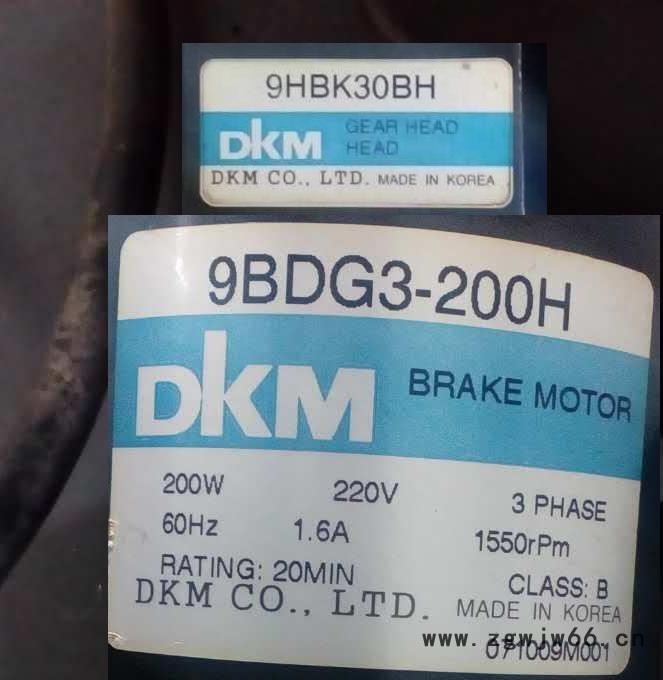 9HBK30BH
DKM GEAR HEAD
HEAD
DKM CO., LTD. MADE IN KOREA
9BDG3-200H
DKM BRAKE MOTOR
200W 220V 3 PHASE
60Hz 1.6A 1550rPm
RATING: 20MIN CLASS: B
DKM CO., LTD. MADE IN KOREA
www.zgwjw66.cn
071009M001